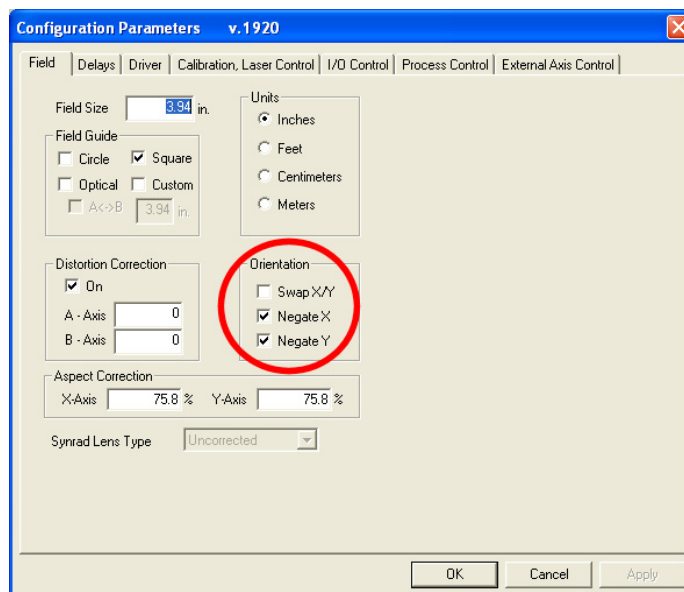 Configuration Parameters v.1920
Field Delays Driver Calibration, Laser Control I/O Control Process Control External Axis Control
Field Size 3.94 in.
Field Guide
Circle Square
Optical Custom
A<->B 3.94 in.
Units
Inches
Feet
Centimeters
Meters
Distortion Correction
On
A - Axis 0
B - Axis 0
Orientation
Swap X/Y
Negate X
Negate Y
Aspect Correction
X-Axis 75.8 % Y-Axis 75.8 %
Synrad Lens Type Uncorrected
OK Cancel Apply